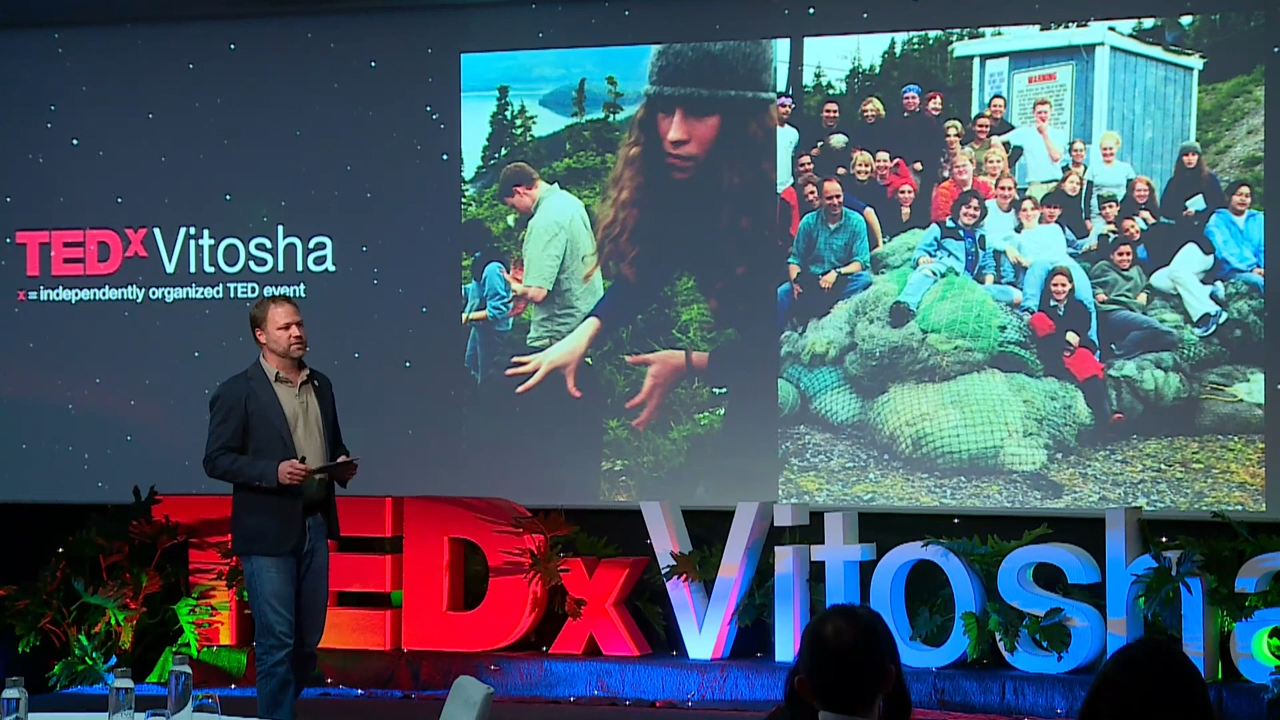 TEDxVitosha
x = independently organized TED event
WARNING
TEDxVitosha